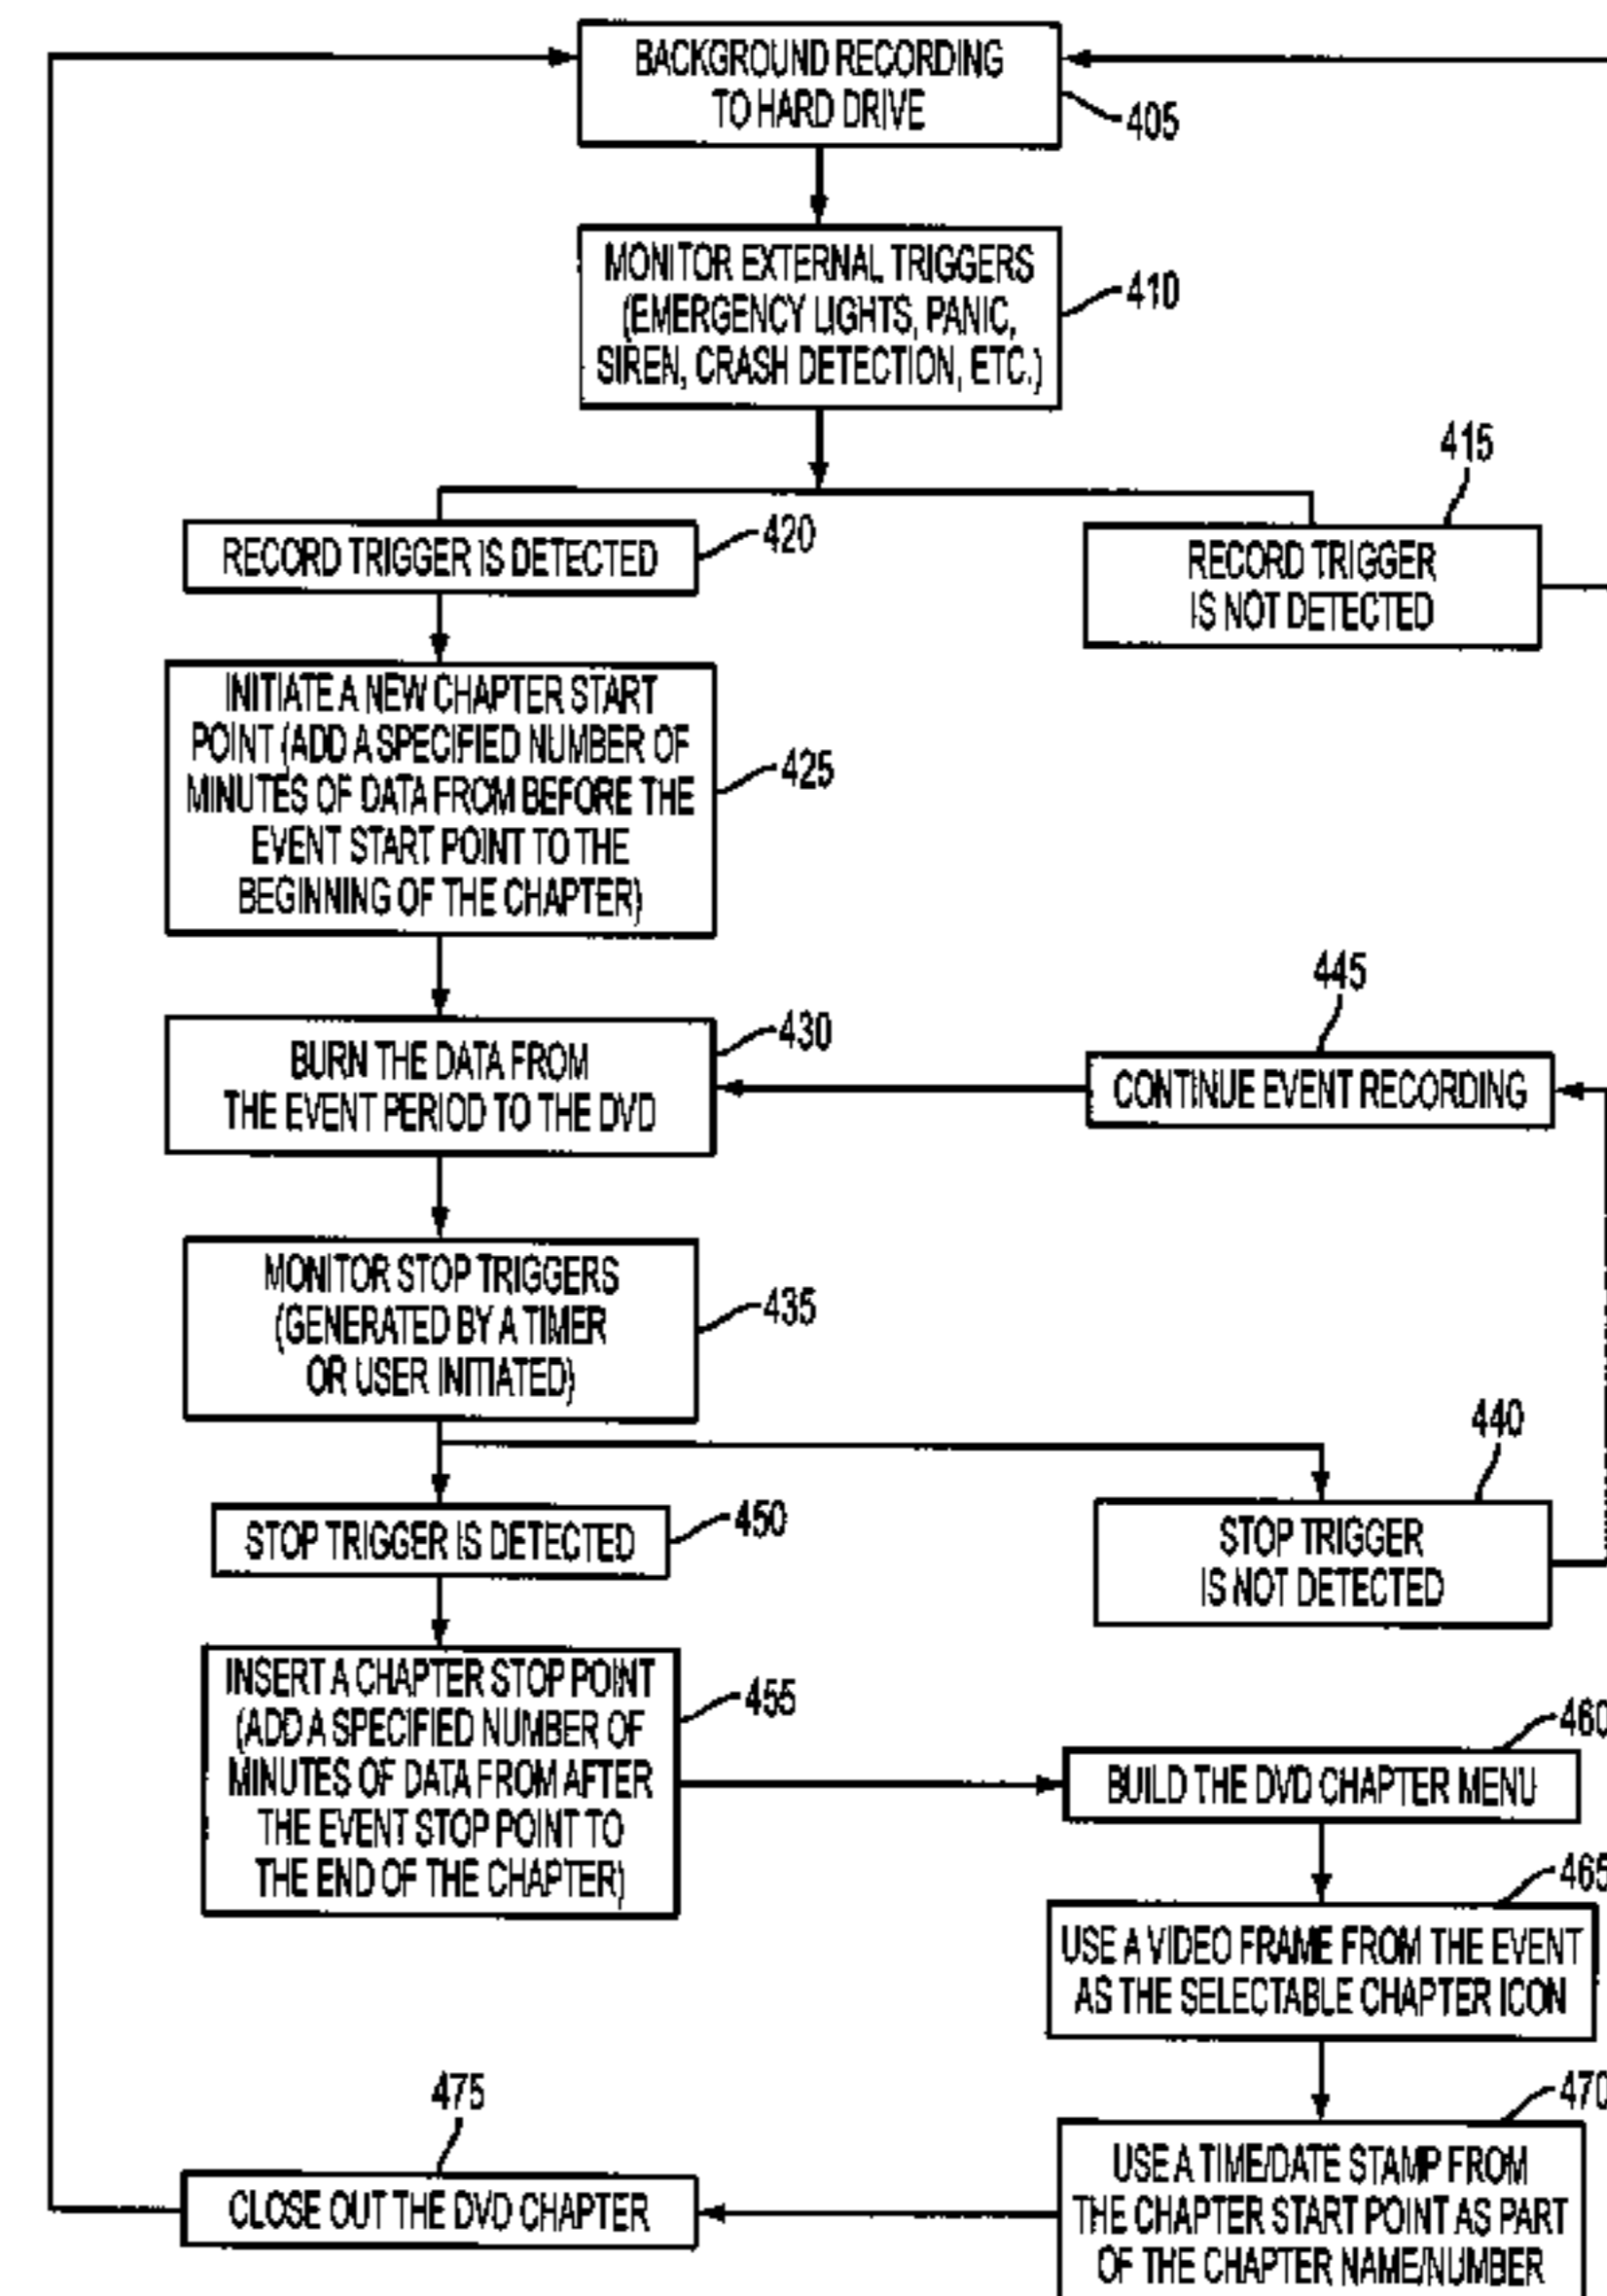 BACKGROUND RECORDING
TO HARD DRIVE
405
MONITOR EXTERNAL TRIGGERS
(EMERGENCY LIGHTS, PANIC,
SIREN, CRASH DETECTION, ETC.)
410
415
RECORD TRIGGER IS DETECTED
420
RECORD TRIGGER
IS NOT DETECTED
INITIATE A NEW CHAPTER START
POINT (ADD A SPECIFIED NUMBER OF
MINUTES OF DATA FROM BEFORE THE
EVENT START POINT TO THE
BEGINNING OF THE CHAPTER)
425
BURN THE DATA FROM
THE EVENT PERIOD TO THE DVD
430
445
CONTINUE EVENT RECORDING
MONITOR STOP TRIGGERS
(GENERATED BY A TIMER
OR USER INITIATED)
435
440
STOP TRIGGER IS DETECTED
450
STOP TRIGGER
IS NOT DETECTED
INSERT A CHAPTER STOP POINT
(ADD A SPECIFIED NUMBER OF
MINUTES OF DATA FROM AFTER
THE EVENT STOP POINT TO
THE END OF THE CHAPTER)
455
460
BUILD THE DVD CHAPTER MENU
465
USE A VIDEO FRAME FROM THE EVENT
AS THE SELECTABLE CHAPTER ICON
470
USE A TIME/DATE STAMP FROM
THE CHAPTER START POINT AS PART
OF THE CHAPTER NAME/NUMBER
475
CLOSE OUT THE DVD CHAPTER